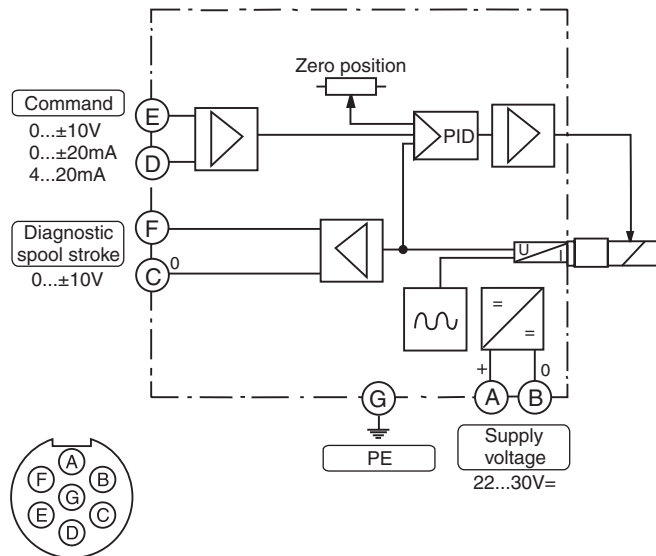 Zero position
Command
E
0...±10V
0...±20mA
4...20mA
D
PID
Diagnostic
spool stroke
0...±10V
F
C
0
U
I
=
=
+
0
A
B
G
PE
Supply
voltage
22...30V=
A
F
B
G
E
C
D